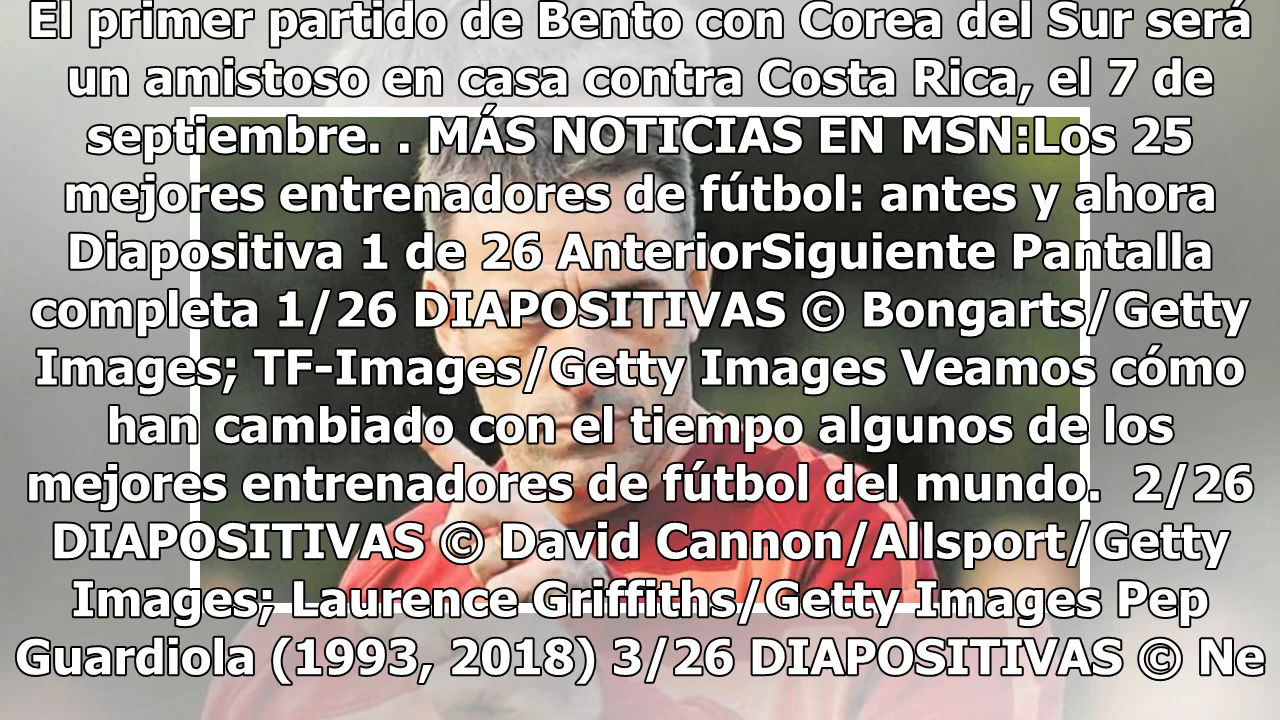 El primer partido de Bento con Corea del Sur será
un amistoso en casa contra Costa Rica, el 7 de
septiembre. . MÁS NOTICIAS EN MSN:Los 25
mejores entrenadores de fútbol: antes y ahora
Diapositiva 1 de 26 AnteriorSiguiente Pantalla
completa 1/26 DIAPOSITIVAS © Bongarts/Getty
Images; TF-Images/Getty Images Veamos cómo
han cambiado con el tiempo algunos de los
mejores entrenadores de fútbol del mundo.  2/26
DIAPOSITIVAS © David Cannon/Allsport/Getty
Images; Laurence Griffiths/Getty Images Pep
Guardiola (1993, 2018) 3/26 DIAPOSITIVAS © Ne